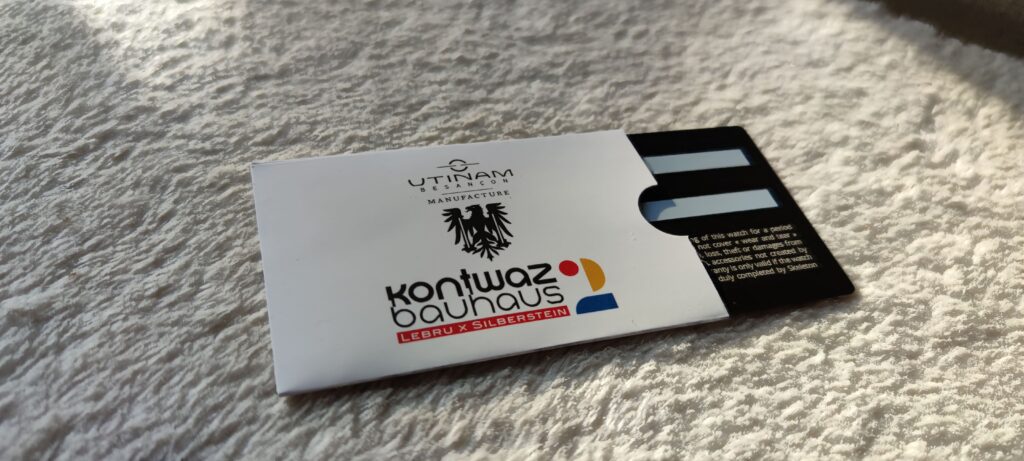 UTINAM
BESANÇON
MANUFACTURE
kontwaz
bauhaus
LEBRU X SILBERSTEIN
g of this watch for a period
not cover « wear and tear »
, loss, theft or damages from
accessories not created by
anty is only valid if the watch
duly completed by Skeleton